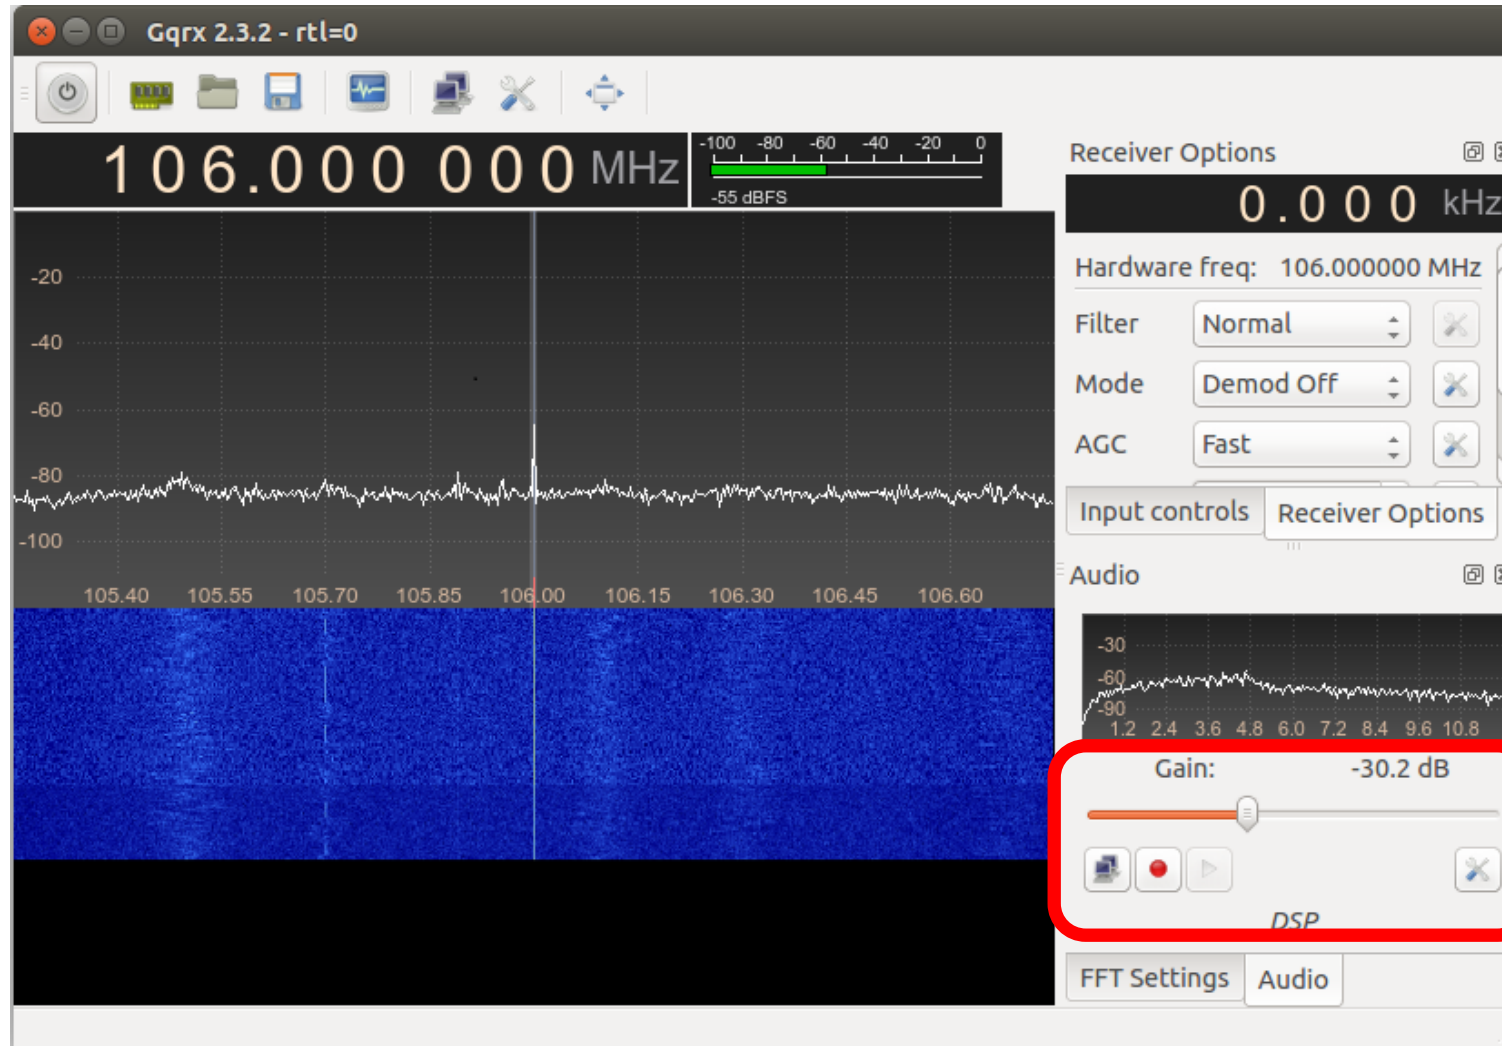 Gqrx 2.3.2 - rtl=0
106.000 000 MHz
-100 -80 -60 -40 -20 0
-55 dBFS
-20
-40
-60
-80
-100
105.40 105.55 105.70 105.85 106.00 106.15 106.30 106.45 106.60
Receiver Options
0.000 kHz
Hardware freq: 106.000000 MHz
Filter Normal
Mode Demod Off
AGC Fast
Input controls Receiver Options
Audio
-30
-60
-90
1.2 2.4 3.6 4.8 6.0 7.2 8.4 9.6 10.8
Gain: -30.2 dB
DSP
FFT Settings Audio